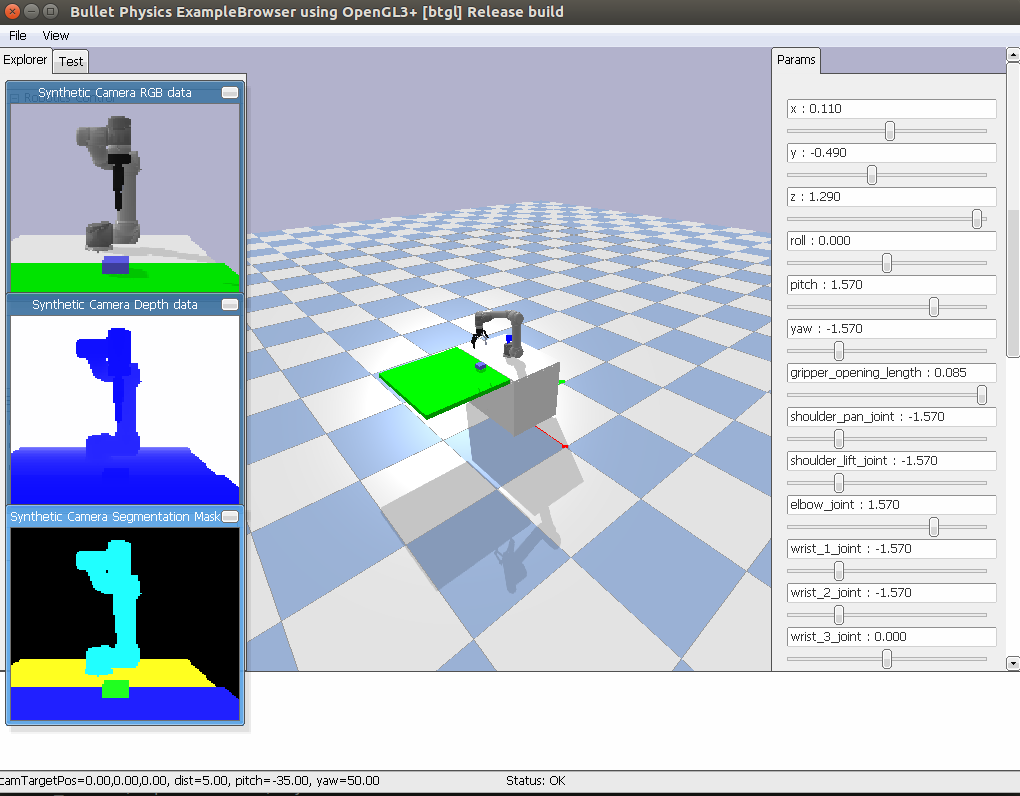 Bullet Physics ExampleBrowser using OpenGL3+ [btgl] Release build
File View
Explorer Test
Synthetic Camera RGB data
Synthetic Camera Depth data
Synthetic Camera Segmentation Mask
Params
x : 0.110
y : -0.490
z : 1.290
roll : 0.000
pitch : 1.570
yaw : -1.570
gripper_opening_length : 0.085
shoulder_pan_joint : -1.570
shoulder_lift_joint : -1.570
elbow_joint : 1.570
wrist_1_joint : -1.570
wrist_2_joint : -1.570
wrist_3_joint : 0.000
camTargetPos=0.00,0.00,0.00, dist=5.00, pitch=-35.00, yaw=50.00 Status: OK